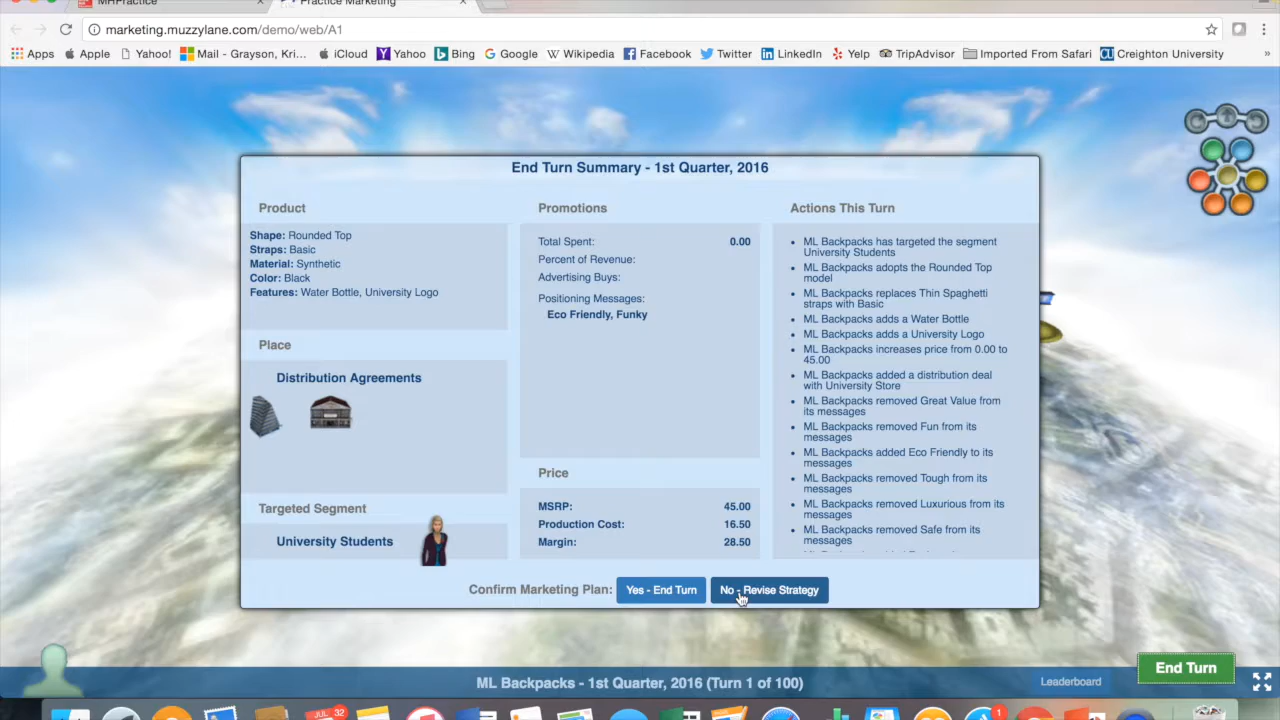 MHPractice
Practice Marketing
marketing.muzzylane.com/demo/web/A1
Apps Apple Yahoo! Mail - Grayson, Kri... iCloud Yahoo Bing Google Wikipedia Facebook Twitter LinkedIn Yelp TripAdvisor Imported From Safari Creighton University »
End Turn Summary - 1st Quarter, 2016
Product
Shape: Rounded Top
Straps: Basic
Material: Synthetic
Color: Black
Features: Water Bottle, University Logo
Place
Distribution Agreements
Targeted Segment
University Students
Promotions
Total Spent: 0.00
Percent of Revenue:
Advertising Buys:
Positioning Messages:
Eco Friendly, Funky
Price
MSRP: 45.00
Production Cost: 16.50
Margin: 28.50
Actions This Turn
• ML Backpacks has targeted the segment
University Students
• ML Backpacks adopts the Rounded Top
model
• ML Backpacks replaces Thin Spaghetti
straps with Basic
• ML Backpacks adds a Water Bottle
• ML Backpacks adds a University Logo
• ML Backpacks increases price from 0.00 to
45.00
• ML Backpacks added a distribution deal
with University Store
• ML Backpacks removed Great Value from
its messages
• ML Backpacks removed Fun from its
messages
• ML Backpacks added Eco Friendly to its
messages
• ML Backpacks removed Tough from its
messages
• ML Backpacks removed Luxurious from its
messages
• ML Backpacks removed Safe from its
messages
Confirm Marketing Plan: Yes - End Turn No - Revise Strategy
End Turn
ML Backpacks - 1st Quarter, 2016 (Turn 1 of 100)
Leaderboard
JUL 32
1